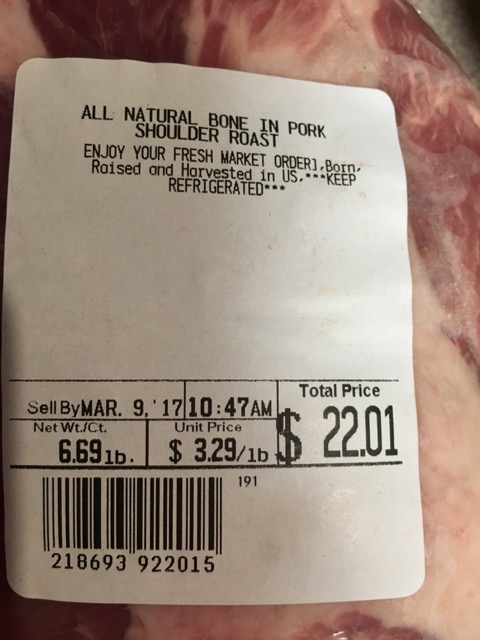 ALL NATURAL BONE IN PORK
SHOULDER ROAST
ENJOY YOUR FRESH MARKET ORDER],Born,
Raised and Harvested in US,***KEEP
REFRIGERATED***
Sell By MAR. 9,'17 10:47AM
Total Price
Net Wt./Ct.
Unit Price
6.69 lb.
$ 3.29/lb
$ 22.01
191
218693 922015